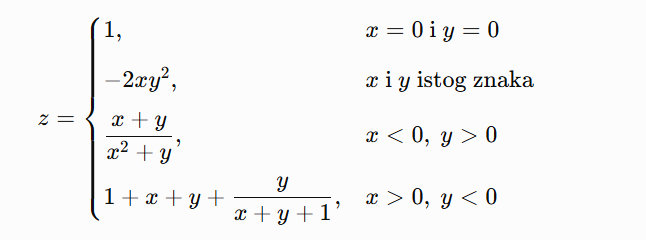 z = { 1, x = 0 i y = 0
−2xy², x i y istog znaka
(x + y)/(x² + y), x < 0, y > 0
1 + x + y + y/(x + y + 1), x > 0, y < 0